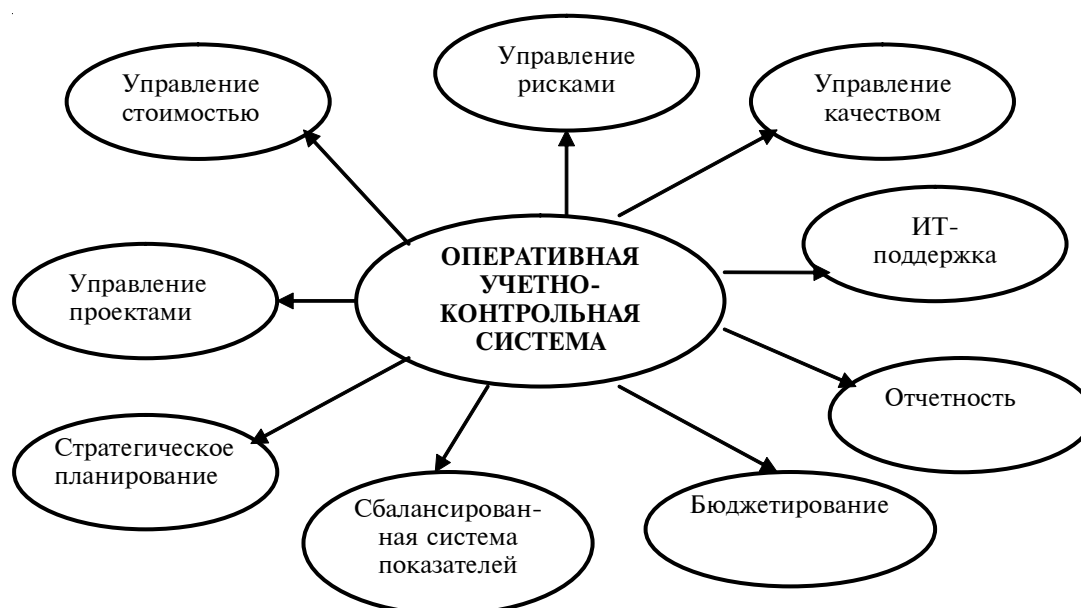 Управление
стоимостью
Управление
рисками
Управление
качеством
ИТ-
поддержка
ОПЕРАТИВНАЯ
УЧЕТНО-
КОНТРОЛЬНАЯ
СИСТЕМА
Управление
проектами
Отчетность
Стратегическое
планирование
Сбалансирован-
ная система
показателей
Бюджетирование